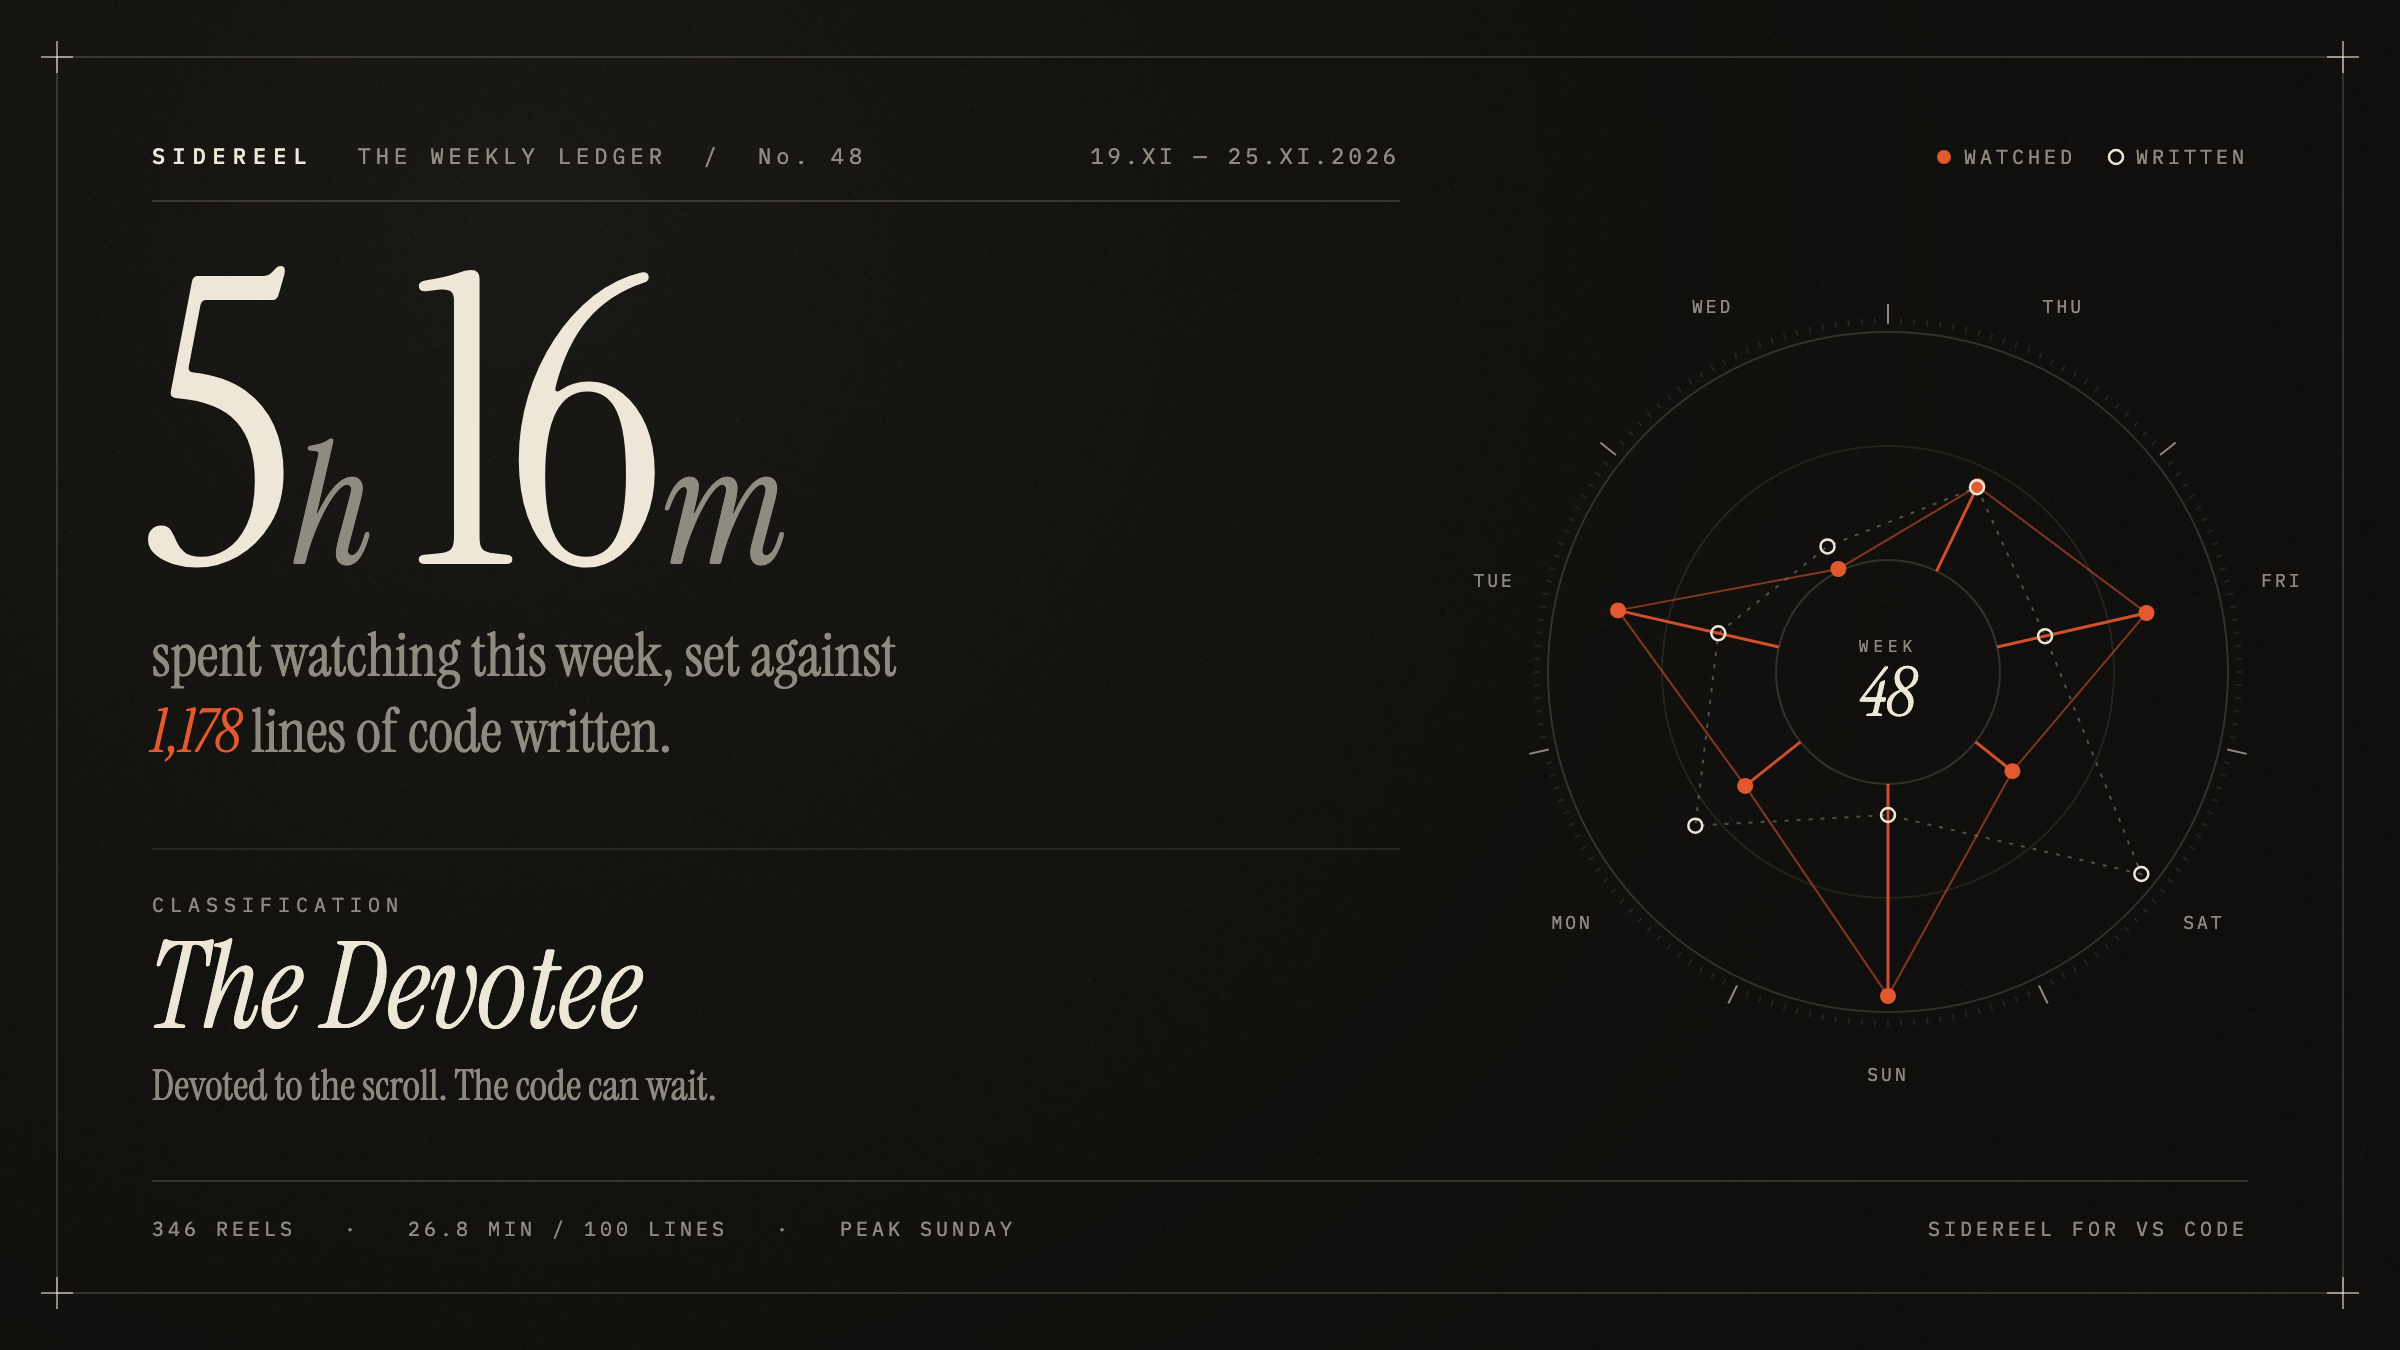 SIDEREEL THE WEEKLY LEDGER / No. 48 19.XI — 25.XI.2026
WATCHED WRITTEN
5h 16m
spent watching this week, set against
1,178 lines of code written.
CLASSIFICATION
The Devotee
Devoted to the scroll. The code can wait.
WED THU
TUE FRI
WEEK
48
MON SAT
SUN
346 REELS · 26.8 MIN / 100 LINES · PEAK SUNDAY
SIDEREEL FOR VS CODE